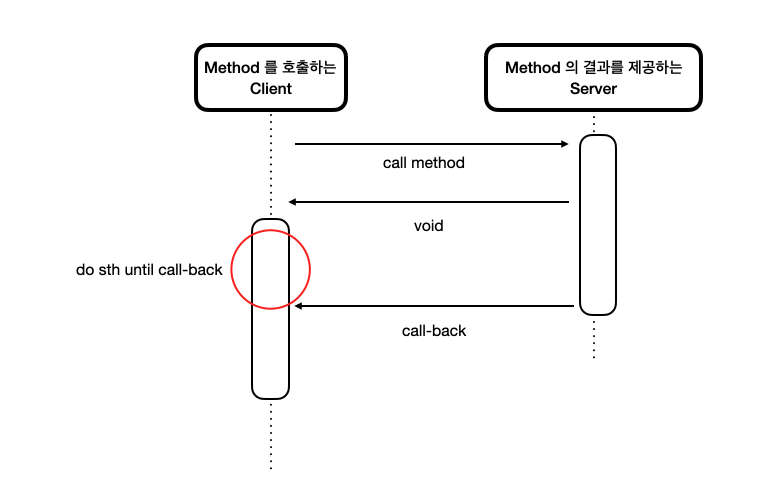 Method 를 호출하는
Client
Method 의 결과를 제공하는
Server
call method
void
do sth until call-back
call-back